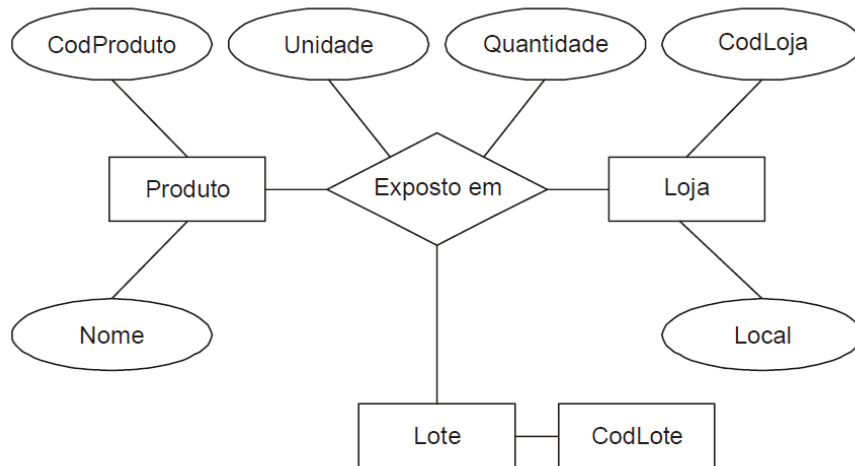 CodProduto
Unidade
Quantidade
CodLoja
Produto
Exposto em
Loja
Nome
Local
Lote
CodLote